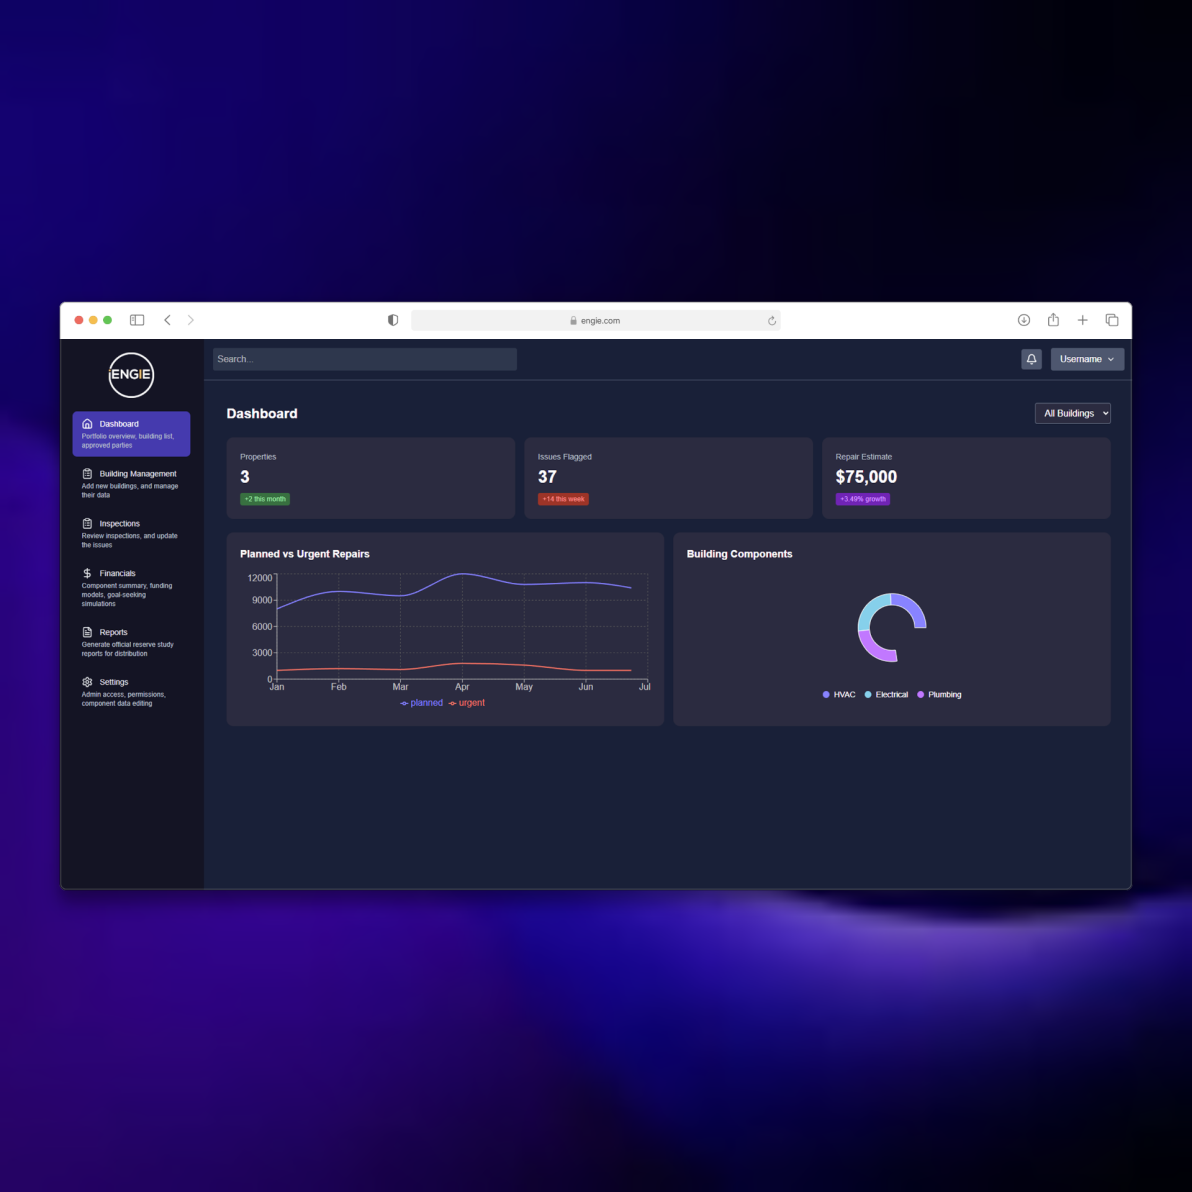 engie.com
ENGIE
Search...
Username
Dashboard
Portfolio overview, building list,
approved parties
Building Management
Add new buildings, and manage
their data
Inspections
Review inspections, and update
the issues
Financials
Component summary, funding
models, goal-seeking
simulations
Reports
Generate official reserve study
reports for distribution
Settings
Admin access, permissions,
component data editing
Dashboard
All Buildings
Properties
3
+2 this month
Issues Flagged
37
+14 this week
Repair Estimate
$75,000
+3.49% growth
Planned vs Urgent Repairs
12000
9000
6000
3000
0
Jan Feb Mar Apr May Jun Jul
planned urgent
Building Components
HVAC Electrical Plumbing